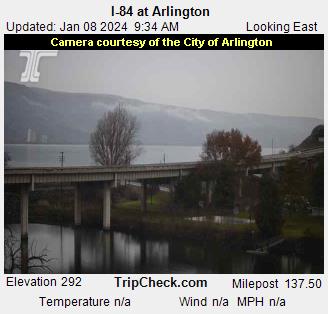 I-84 at Arlington
Updated: Jan 08 2024 9:34 AM Looking East
Camera courtesy of the City of Arlington
Elevation 292 TripCheck.com Milepost 137.50
Temperature n/a Wind n/a MPH n/a